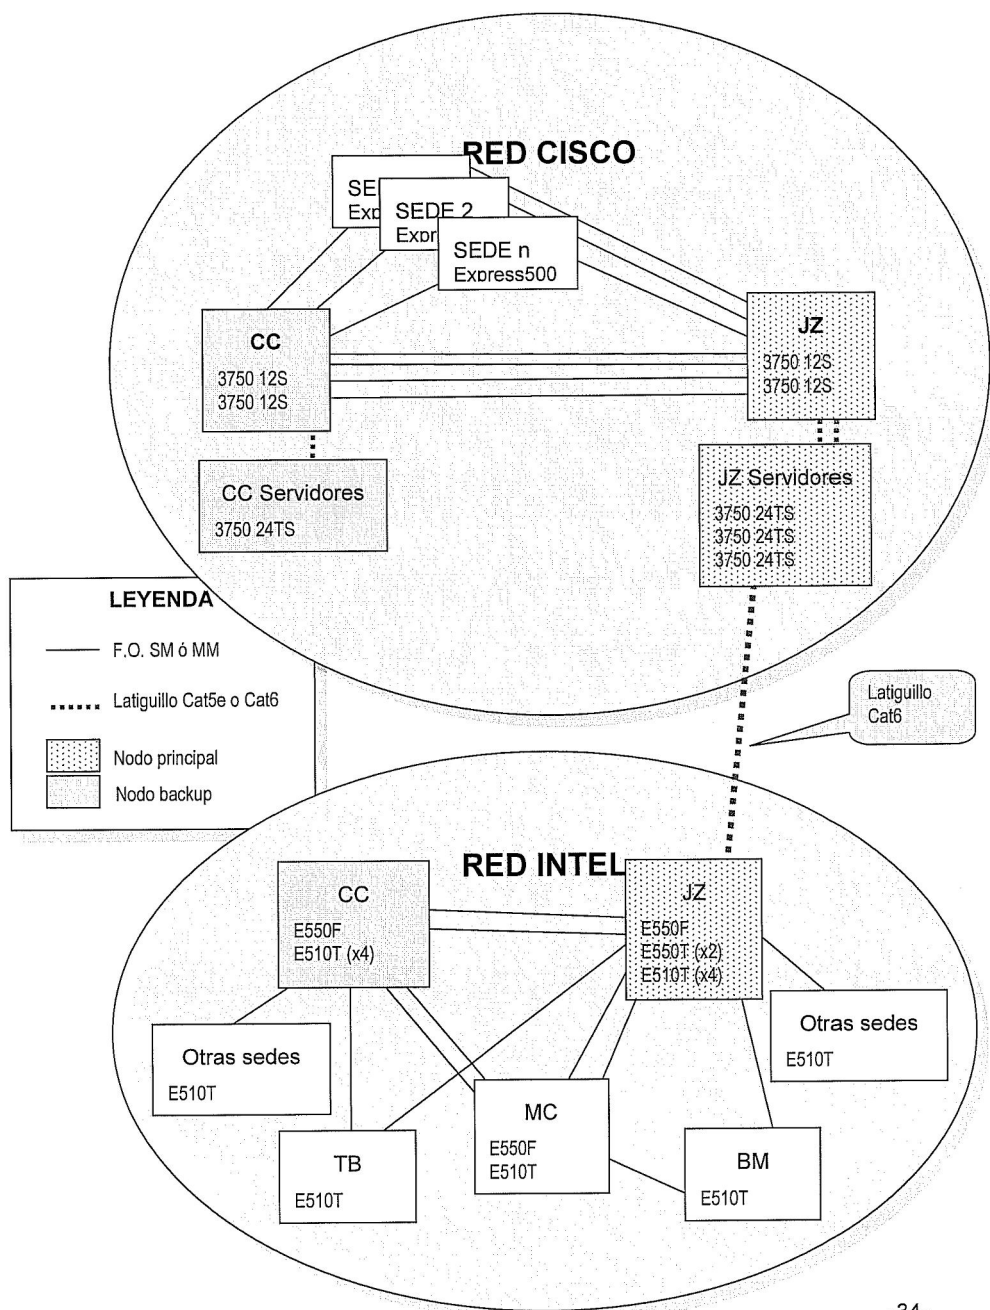 RED CISCO
SE
Exp
SEDE 2
Expr
SEDE n
Express500
CC
3750 12S
3750 12S
JZ
3750 12S
3750 12S
CC Servidores
3750 24TS
JZ Servidores
3750 24TS
3750 24TS
3750 24TS
LEYENDA
F.O. SM ó MM
Latiguillo Cat5e o Cat6
Nodo principal
Nodo backup
Latiguillo
Cat6
RED INTEL
CC
E550F
E510T (x4)
JZ
E550F
E550T (x2)
E510T (x4)
Otras sedes
E510T
Otras sedes
E510T
TB
E510T
MC
E550F
E510T
BM
E510T